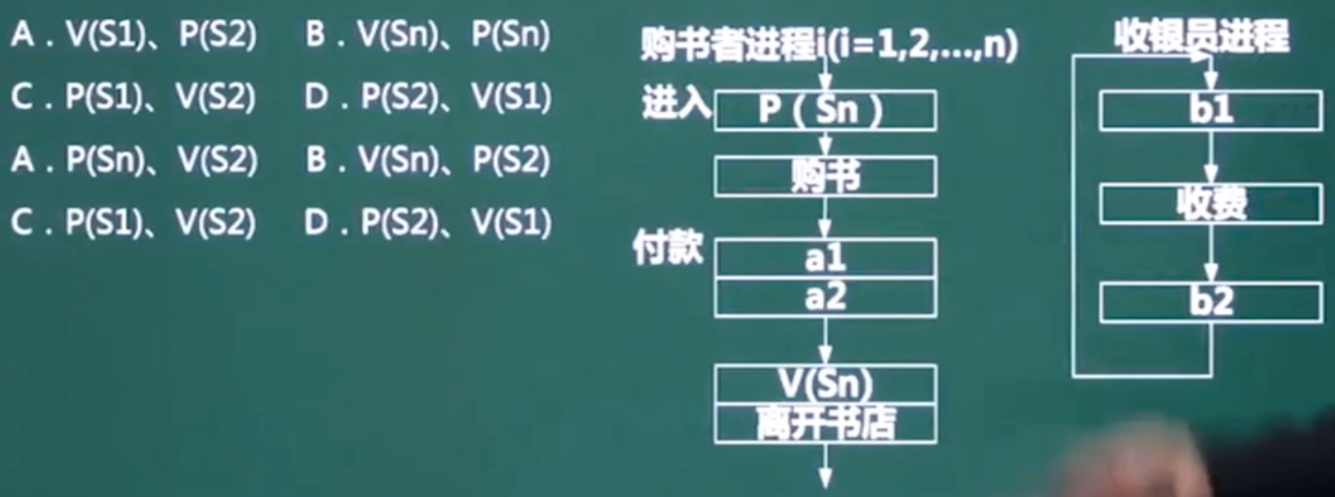 A．V(S1)、P(S2) B．V(Sn)、P(Sn)
C．P(S1)、V(S2) D．P(S2)、V(S1)
A．P(Sn)、V(S2) B．V(Sn)、P(S2)
C．P(S1)、V(S2) D．P(S2)、V(S1)
购书者进程i(i=1,2,...,n)
进入
P（Sn）
购书
付款
a1
a2
V(Sn)
离开书店
收银员进程
b1
收费
b2